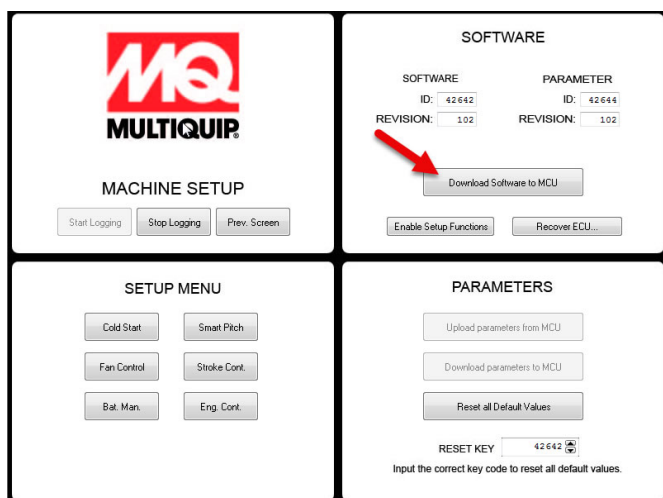 MQ
MULTIQUIP
MACHINE SETUP
Start Logging Stop Logging Prev. Screen
SOFTWARE
SOFTWARE PARAMETER
ID: 42642 ID: 42644
REVISION: 102 REVISION: 102
Download Software to MCU
Enable Setup Functions Recover ECU...
SETUP MENU
Cold Start Smart Pitch
Fan Control Stroke Cont.
Bat. Man. Eng. Cont.
PARAMETERS
Upload parameters from MCU
Download parameters to MCU
Reset all Default Values
RESET KEY 42642
Input the correct key code to reset all default values.